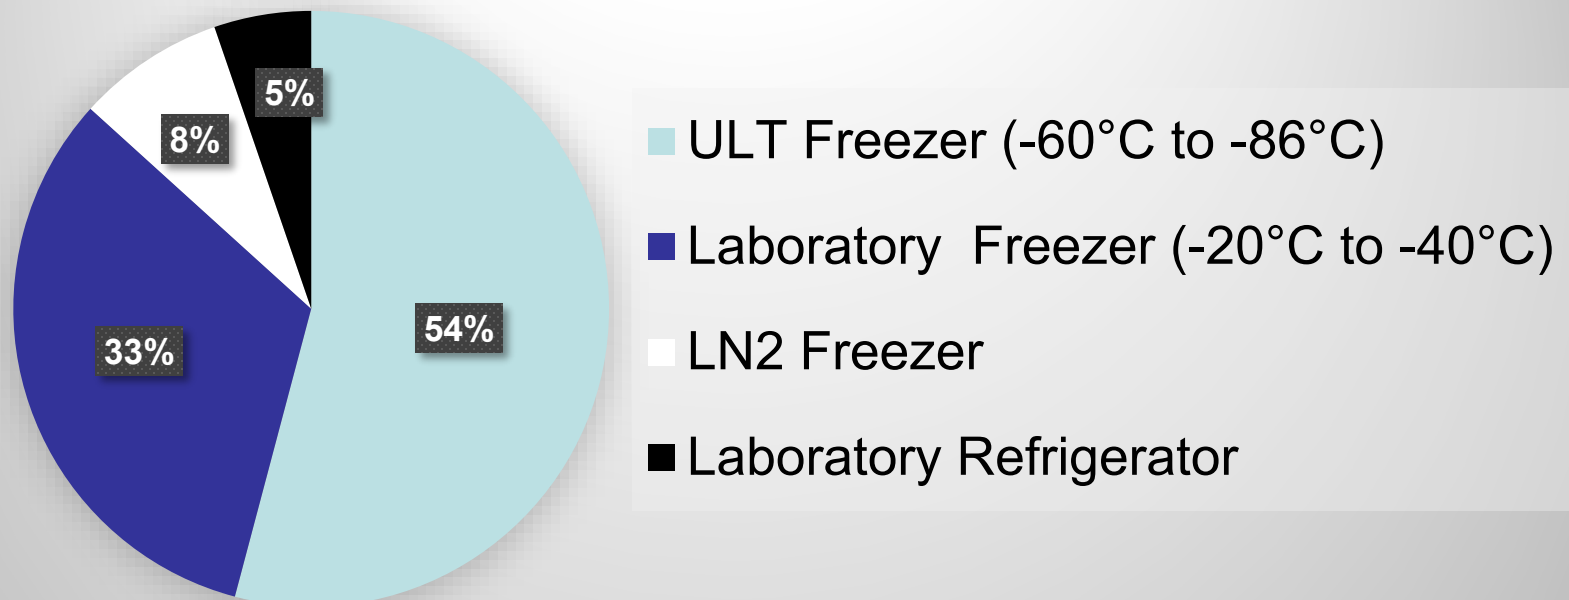 5%
8%
54%
33%
ULT Freezer (-60°C to -86°C)
Laboratory  Freezer (-20°C to -40°C)
LN2 Freezer
Laboratory Refrigerator